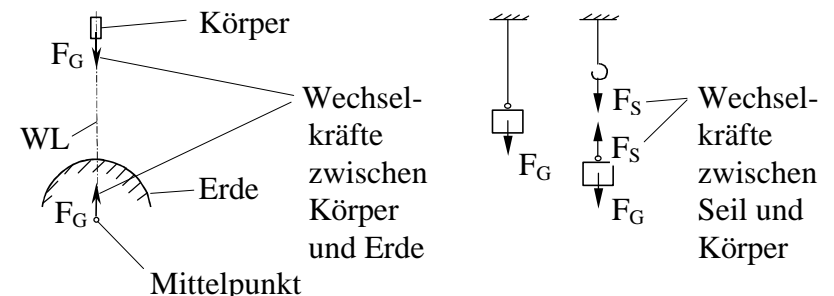 Körper
F_G
WL
Erde
F_G
Mittelpunkt
Wechsel-
kräfte
zwischen
Körper
und Erde
F_G
F_S
F_S
F_G
Wechsel-
kräfte
zwischen
Seil und
Körper